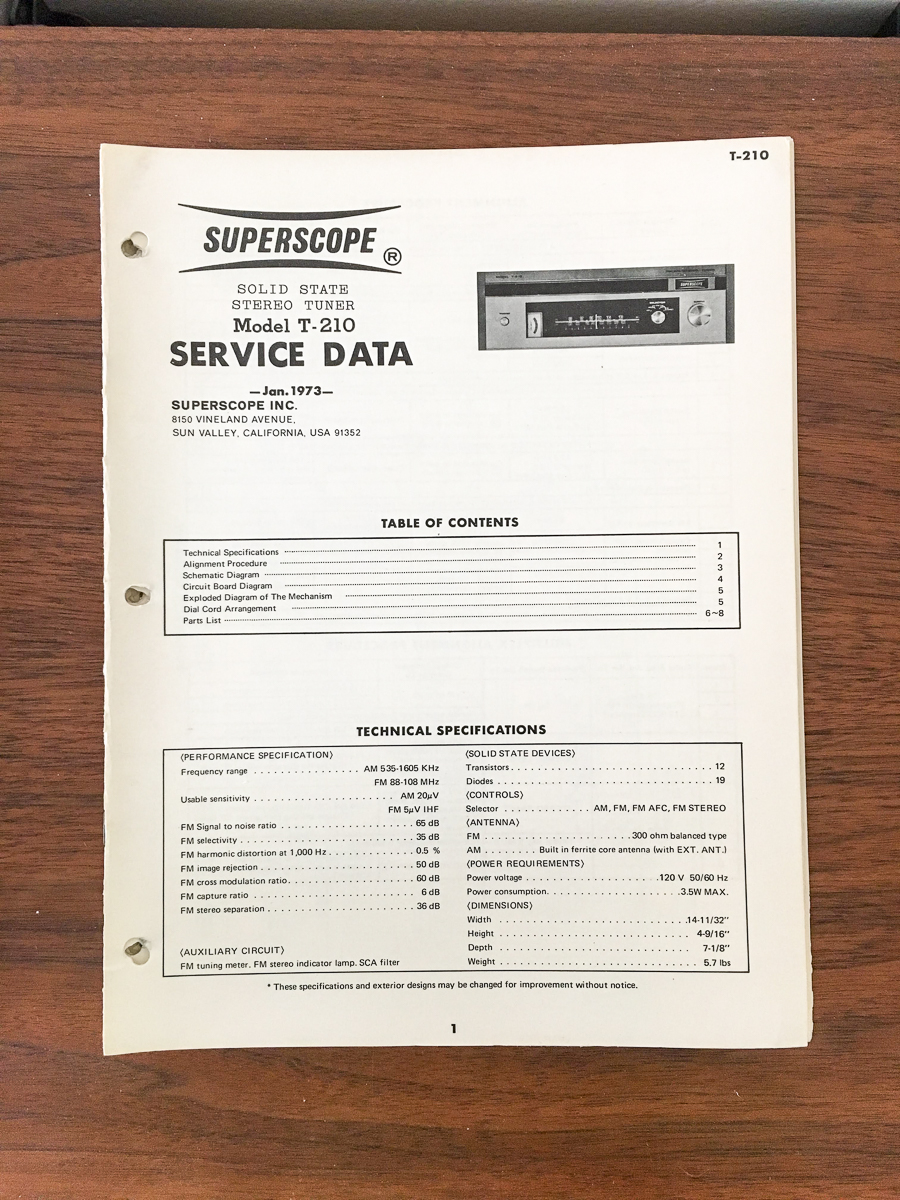 T-210
SUPERSCOPE ®
SOLID STATE
STEREO TUNER
Model T-210
SERVICE DATA
—Jan.1973—
SUPERSCOPE INC.
8150 VINELAND AVENUE,
SUN VALLEY, CALIFORNIA, USA 91352
SUPERSCOPE
TABLE OF CONTENTS
Technical Specifications 1
Alignment Procedure 2
Schematic Diagram 3
Circuit Board Diagram 4
Exploded Diagram of The Mechanism 5
Dial Cord Arrangement 5
Parts List 6~8
TECHNICAL SPECIFICATIONS
⟨PERFORMANCE SPECIFICATION⟩
Frequency range . . . . . . . . . . . . . . . . AM 535-1605 KHz
FM 88-108 MHz
Usable sensitivity . . . . . . . . . . . . . . . . . . . . . AM 20µV
FM 5µV IHF
FM Signal to noise ratio . . . . . . . . . . . . . . . . . . . . 65 dB
FM selectivity . . . . . . . . . . . . . . . . . . . . . . . . . . 35 dB
FM harmonic distortion at 1,000 Hz . . . . . . . . . . . . . 0.5 %
FM image rejection . . . . . . . . . . . . . . . . . . . . . . . 50 dB
FM cross modulation ratio. . . . . . . . . . . . . . . . . . . 60 dB
FM capture ratio . . . . . . . . . . . . . . . . . . . . . . . . . 6 dB
FM stereo separation . . . . . . . . . . . . . . . . . . . . . . 36 dB
⟨AUXILIARY CIRCUIT⟩
FM tuning meter. FM stereo indicator lamp. SCA filter
⟨SOLID STATE DEVICES⟩
Transistors . . . . . . . . . . . . . . . . . . . . . . . . . . . . . 12
Diodes . . . . . . . . . . . . . . . . . . . . . . . . . . . . . . . 19
⟨CONTROLS⟩
Selector . . . . . . . . . . . . . AM, FM, FM AFC, FM STEREO
⟨ANTENNA⟩
FM . . . . . . . . . . . . . . . . . . . . . . . 300 ohm balanced type
AM . . . . . . . . Built in ferrite core antenna (with EXT. ANT.)
⟨POWER REQUIREMENTS⟩
Power voltage . . . . . . . . . . . . . . . . . . . . 120 V 50/60 Hz
Power consumption. . . . . . . . . . . . . . . . . . . .3.5W MAX.
⟨DIMENSIONS⟩
Width . . . . . . . . . . . . . . . . . . . . . . . . . . . . 14-11/32"
Height . . . . . . . . . . . . . . . . . . . . . . . . . . . . 4-9/16"
Depth . . . . . . . . . . . . . . . . . . . . . . . . . . . . . 7-1/8"
Weight . . . . . . . . . . . . . . . . . . . . . . . . . . . . 5.7 lbs
* These specifications and exterior designs may be changed for improvement without notice.
1